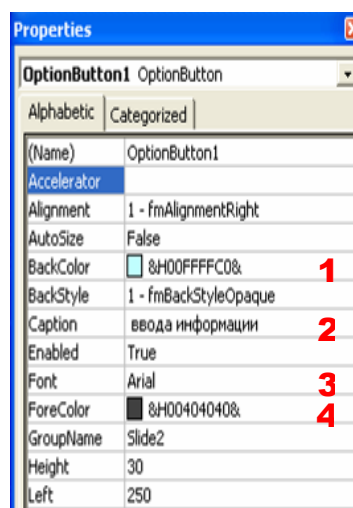 Properties
OptionButton1 OptionButton
Alphabetic Categorized
(Name) OptionButton1
Accelerator
Alignment 1 - fmAlignmentRight
AutoSize False
BackColor &H00FFFFC0& 1
BackStyle 1 - fmBackStyleOpaque
Caption ввода информации 2
Enabled True
Font Arial 3
ForeColor &H00404040& 4
GroupName Slide2
Height 30
Left 250